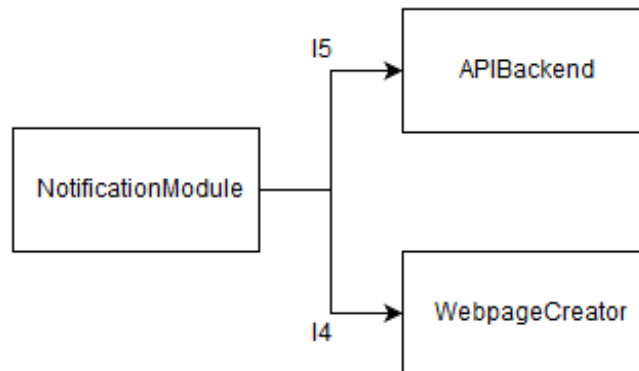 I5
APIBackend
NotificationModule
WebpageCreator
I4